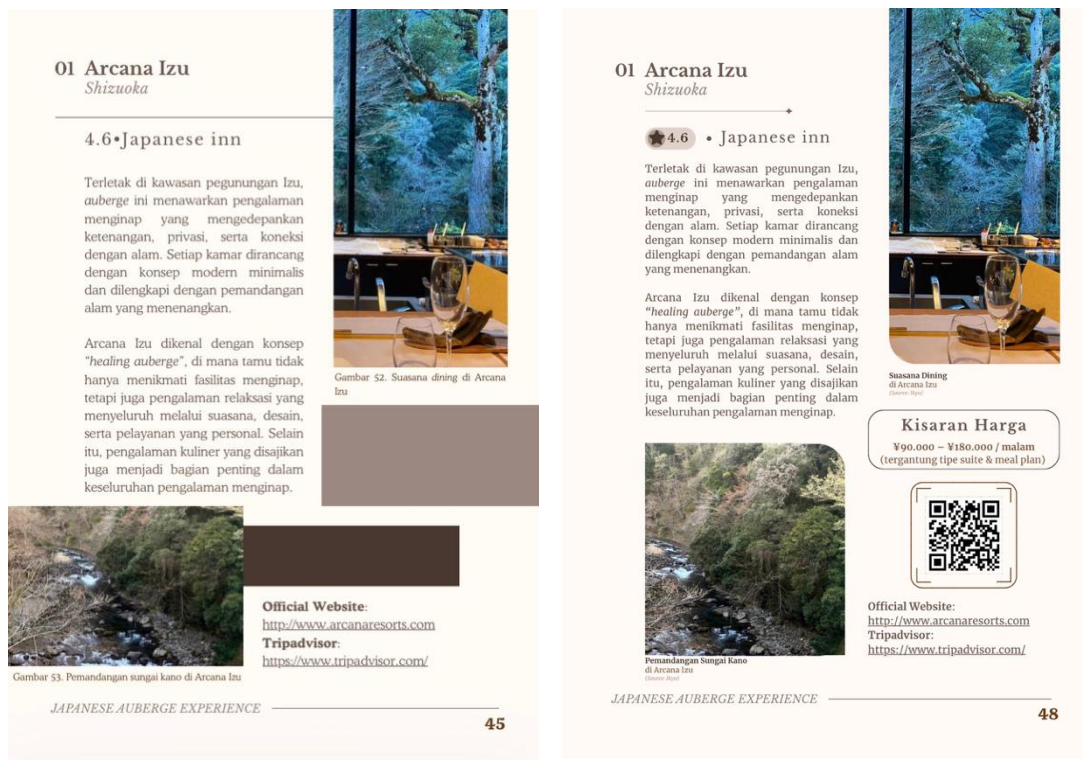 01 Arcana Izu
Shizuoka
4.6•Japanese inn
Terletak di kawasan pegunungan Izu,
auberge ini menawarkan pengalaman
menginap yang mengedepankan
ketenangan, privasi, serta koneksi
dengan alam. Setiap kamar dirancang
dengan konsep modern minimalis
dan dilengkapi dengan pemandangan
alam yang menenangkan.
Arcana Izu dikenal dengan konsep
"healing auberge", di mana tamu tidak
hanya menikmati fasilitas menginap,
tetapi juga pengalaman relaksasi yang
menyeluruh melalui suasana, desain,
serta pelayanan yang personal. Selain
itu, pengalaman kuliner yang disajikan
juga menjadi bagian penting dalam
keseluruhan pengalaman menginap.
Gambar 52. Suasana dining di Arcana
Izu
Official Website:
http://www.arcanaresorts.com
Tripadvisor:
https://www.tripadvisor.com/
Gambar 53. Pemandangan sungai kano di Arcana Izu
JAPANESE AUBERGE EXPERIENCE
45
01 Arcana Izu
Shizuoka
4.6 • Japanese inn
Terletak di kawasan pegunungan Izu,
auberge ini menawarkan pengalaman
menginap yang mengedepankan
ketenangan, privasi, serta koneksi
dengan alam. Setiap kamar dirancang
dengan konsep modern minimalis dan
dilengkapi dengan pemandangan alam
yang menenangkan.
Arcana Izu dikenal dengan konsep
"healing auberge", di mana tamu tidak
hanya menikmati fasilitas menginap,
tetapi juga pengalaman relaksasi yang
menyeluruh melalui suasana, desain,
serta pelayanan yang personal. Selain
itu, pengalaman kuliner yang disajikan
juga menjadi bagian penting dalam
keseluruhan pengalaman menginap.
Suasana Dining
di Arcana Izu
Kisaran Harga
¥90.000 – ¥180.000 / malam
(tergantung tipe suite & meal plan)
Official Website:
http://www.arcanaresorts.com
Tripadvisor:
https://www.tripadvisor.com/
Pemandangan Sungai Kano
di Arcana Izu
JAPANESE AUBERGE EXPERIENCE
48